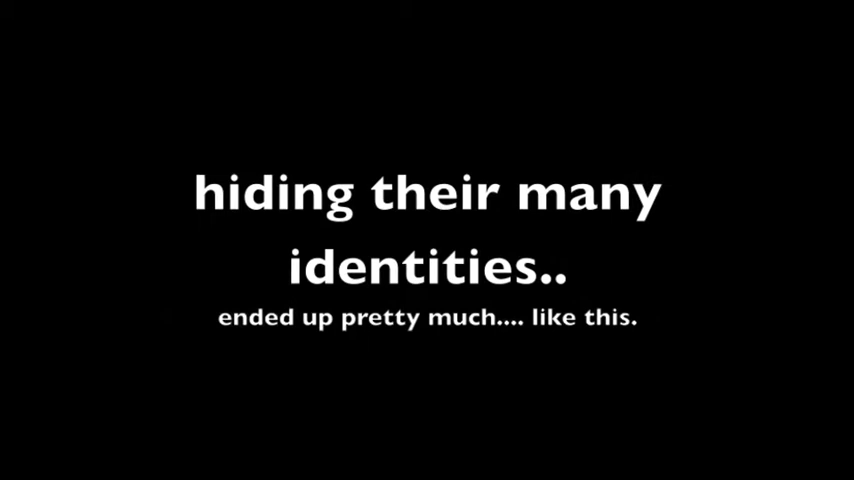 hiding their many
identities..
ended up pretty much.... like this.